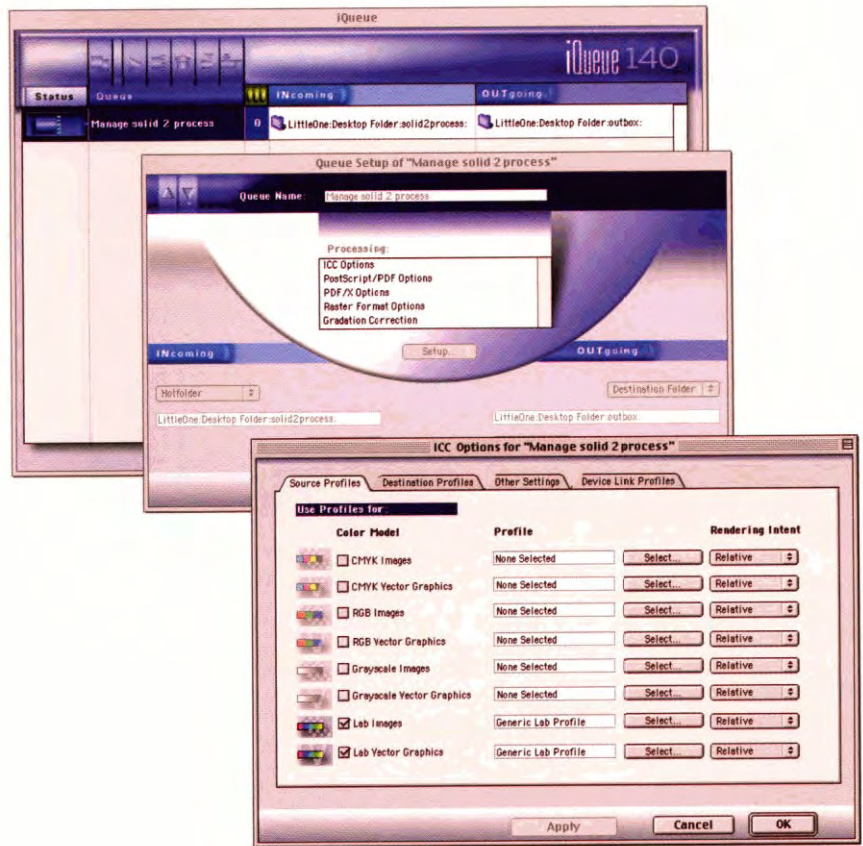 iQueue
iQueue 140
Status Queue INcoming OUTgoing
Manage solid 2 process 0 LittleOne:Desktop Folder:solid2process: LittleOne:Desktop Folder:outbox:
Queue Setup of "Manage solid 2 process"
Queue Name: Manage solid 2 process
Processing:
ICC Options
PostScript/PDF Options
PDF/X Options
Raster Format Options
Gradation Correction
INcoming Setup... OUTgoing
Hotfolder Destination Folder
LittleOne:Desktop Folder:solid2process: LittleOne:Desktop Folder:outbox:
ICC Options for "Manage solid 2 process"
Source Profiles Destination Profiles Other Settings Device Link Profiles
Use Profiles for:
Color Model Profile Rendering Intent
CMYK Images None Selected Select... Relative
CMYK Vector Graphics None Selected Select... Relative
RGB Images None Selected Select... Relative
RGB Vector Graphics None Selected Select... Relative
Grayscale Images None Selected Select... Relative
Grayscale Vector Graphics None Selected Select... Relative
Lab Images Generic Lab Profile Select... Relative
Lab Vector Graphics Generic Lab Profile Select... Relative
Apply Cancel OK